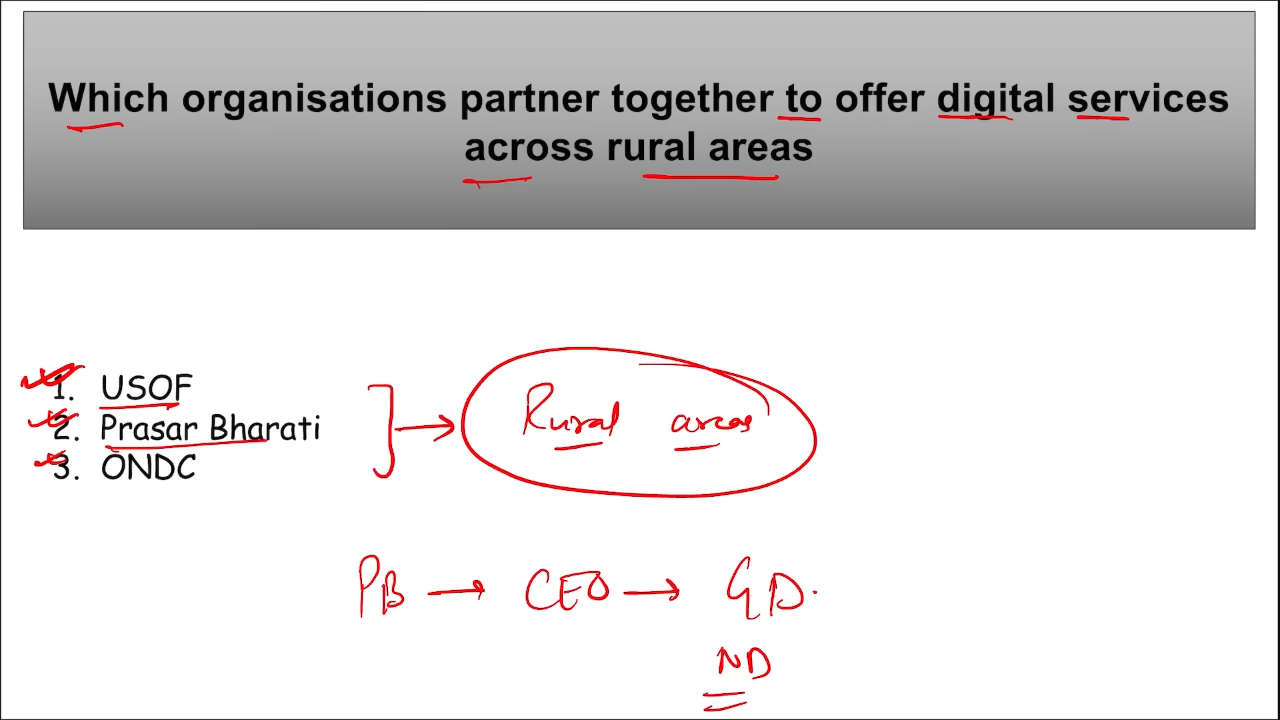 Which organisations partner together to offer digital services
across rural areas
1. USOF
2. Prasar Bharati
3. ONDC
Rural areas
PB → CEO → GD.
ND